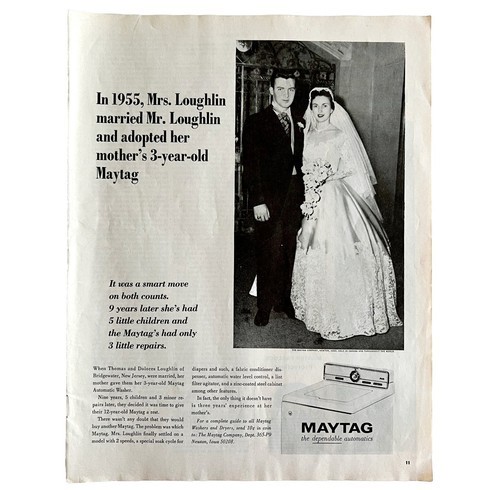 In 1955, Mrs. Loughlin
married Mr. Loughlin
and adopted her
mother's 3-year-old
Maytag
It was a smart move
on both counts.
9 years later she's had
5 little children and
the Maytag's had only
3 little repairs.
When Thomas and Dolores Loughlin of
Bridgewater, New Jersey, were married, her
mother gave them her 3-year-old Maytag
Automatic Washer.
Nine years, 5 children and 3 minor re-
pairs later, they decided it was time to give
their 12-year-old Maytag a rest.
There wasn't any doubt that they would
buy another Maytag. The problem was which
Maytag. Mrs. Loughlin finally settled on a
model with 2 speeds, a special soak cycle for
diapers and such, a fabric conditioner dis-
penser, automatic water level control, a lint
filter agitator, and a zinc-coated steel cabinet
among other features.
In fact, the only thing it doesn't have is
three years' experience at her
mother's.
For a complete guide to all Maytag
Washers and Dryers, send 10¢ in coin
to: The Maytag Company, Dept.
Newton, Iowa 50208.
MAYTAG
the dependable automatics